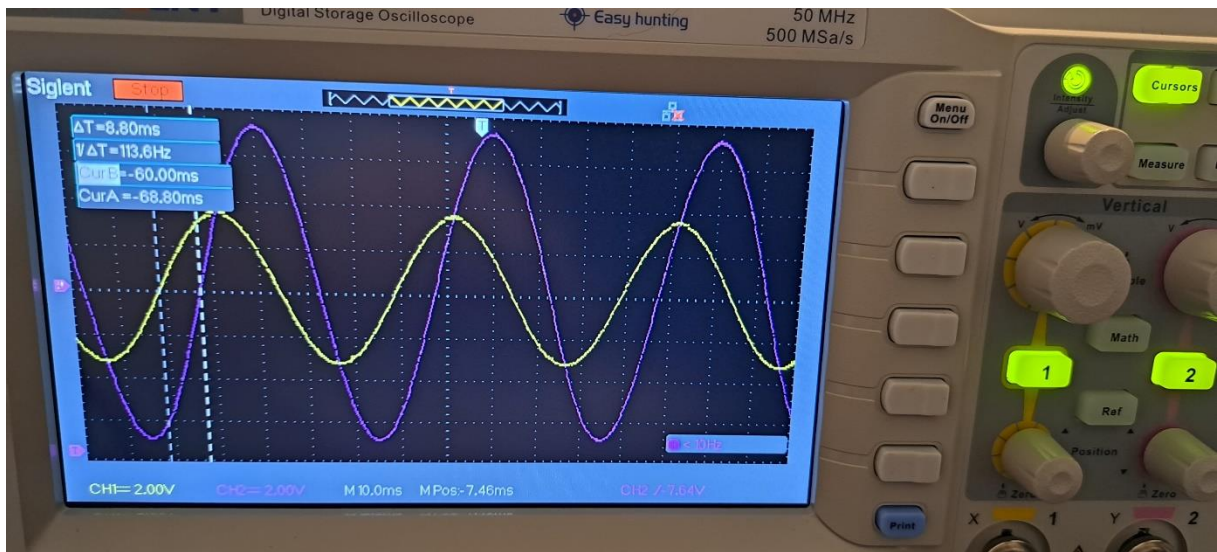 Digital Storage Oscilloscope
Easy hunting
50 MHz
500 MSa/s
Siglent
Stop
T
T
ΔT=8.80ms
1/ΔT=113.6Hz
CurB=-60.00ms
CurA=-68.80ms
< 10Hz
CH1= 2.00V
CH2= 2.00V
M 10.0ms
MPos:-7.46ms
CH2 / -7.64V
Menu
On/Off
Print
Intensity
Adjust
Cursors
Measure
Vertical
V
mV
V
Math
1
2
Ref
Position
Zero
Zero
X
1
Y
2